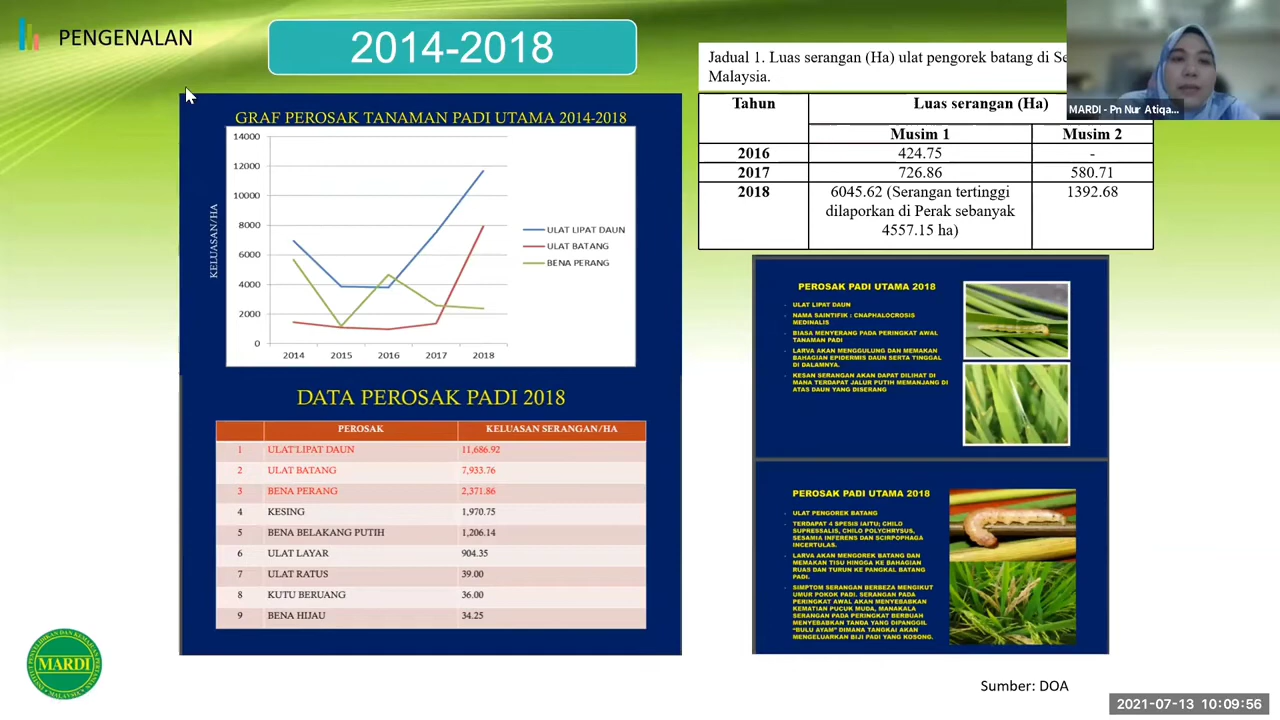 PENGENALAN
2014-2018
GRAF PEROSAK TANAMAN PADI UTAMA 2014-2018
KELUASAN/HA
14000
12000
10000
8000
6000
4000
2000
0
2014 2015 2016 2017 2018
ULAT LIPAT DAUN
ULAT BATANG
BENA PERANG
DATA PEROSAK PADI 2018
PEROSAK KELUASAN SERANGAN/HA
1 ULAT LIPAT DAUN 11,686.92
2 ULAT BATANG 7,933.76
3 BENA PERANG 2,371.86
4 KESING 1,970.75
5 BENA BELAKANG PUTIH 1,206.14
6 ULAT LAYAR 904.35
7 ULAT RATUS 39.00
8 KUTU BERUANG 36.00
9 BENA HIJAU 34.25
Jadual 1. Luas serangan (Ha) ulat pengorek batang di
Malaysia.
Tahun Luas serangan (Ha)
Musim 1 Musim 2
2016 424.75 -
2017 726.86 580.71
2018 6045.62 (Serangan tertinggi 1392.68
dilaporkan di Perak sebanyak
4557.15 ha)
MARDI - Pn Nur Atiqa...
PEROSAK PADI UTAMA 2018
- ULAT LIPAT DAUN
- NAMA SAINTIFIK : CNAPHALOCROSIS
MEDINALIS
- BIASA MENYERANG PADA PERINGKAT AWAL
TANAMAN PADI
- LARVA AKAN MENGGULUNG DAN MEMAKAN
BAHAGIAN EPIDERMIS DAUN SERTA TINGGAL
DI DALAMNYA.
- KESAN SERANGAN AKAN DAPAT DILIHAT DI
MANA TERDAPAT JALUR PUTIH MEMANJANG DI
ATAS DAUN YANG DISERANG
PEROSAK PADI UTAMA 2018
- ULAT PENGOREK BATANG
- TERDAPAT 4 SPESIS IAITU; CHILO
SUPRESSALIS, CHILO POLYCHRYSUS,
SESAMIA INFERENS DAN SCIRPOPHAGA
INCERTULAS.
- LARVA AKAN MENGOREK BATANG DAN
MEMAKAN TISU HINGGA KE BAHAGIAN
RUAS DAN TURUN KE PANGKAL BATANG
PADI.
- SIMPTOM SERANGAN BERBEZA MENGIKUT
UMUR POKOK PADI. SERANGAN PADA
PERINGKAT AWAL AKAN MENYEBABKAN
KEMATIAN PUCUK MUDA, MANAKALA
SERANGAN PADA PERINGKAT BERBUAH
MENYEBABKAN TANDA YANG DIPANGGIL
"BULU AYAM" DIMANA TANGKAI AKAN
MENGELUARKAN BIJI PADI YANG KOSONG.
MARDI
Sumber: DOA
2021-07-13 10:09:56